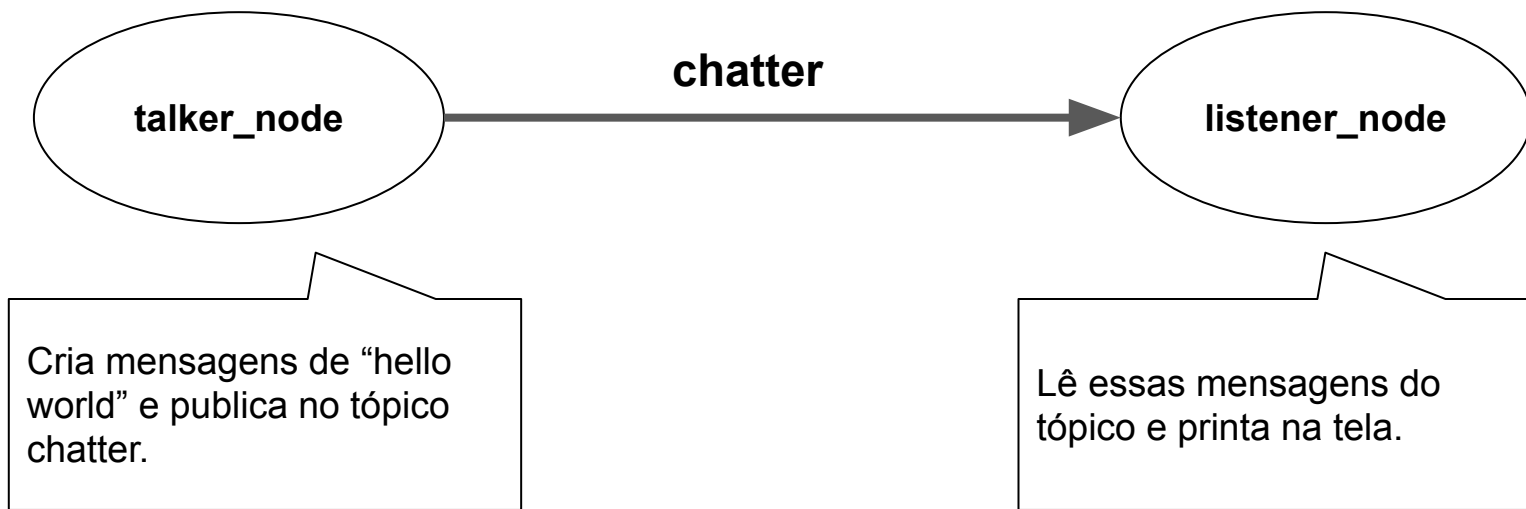 chatter
talker_node
listener_node
Cria mensagens de “hello
world” e publica no tópico
chatter.
Lê essas mensagens do
tópico e printa na tela.